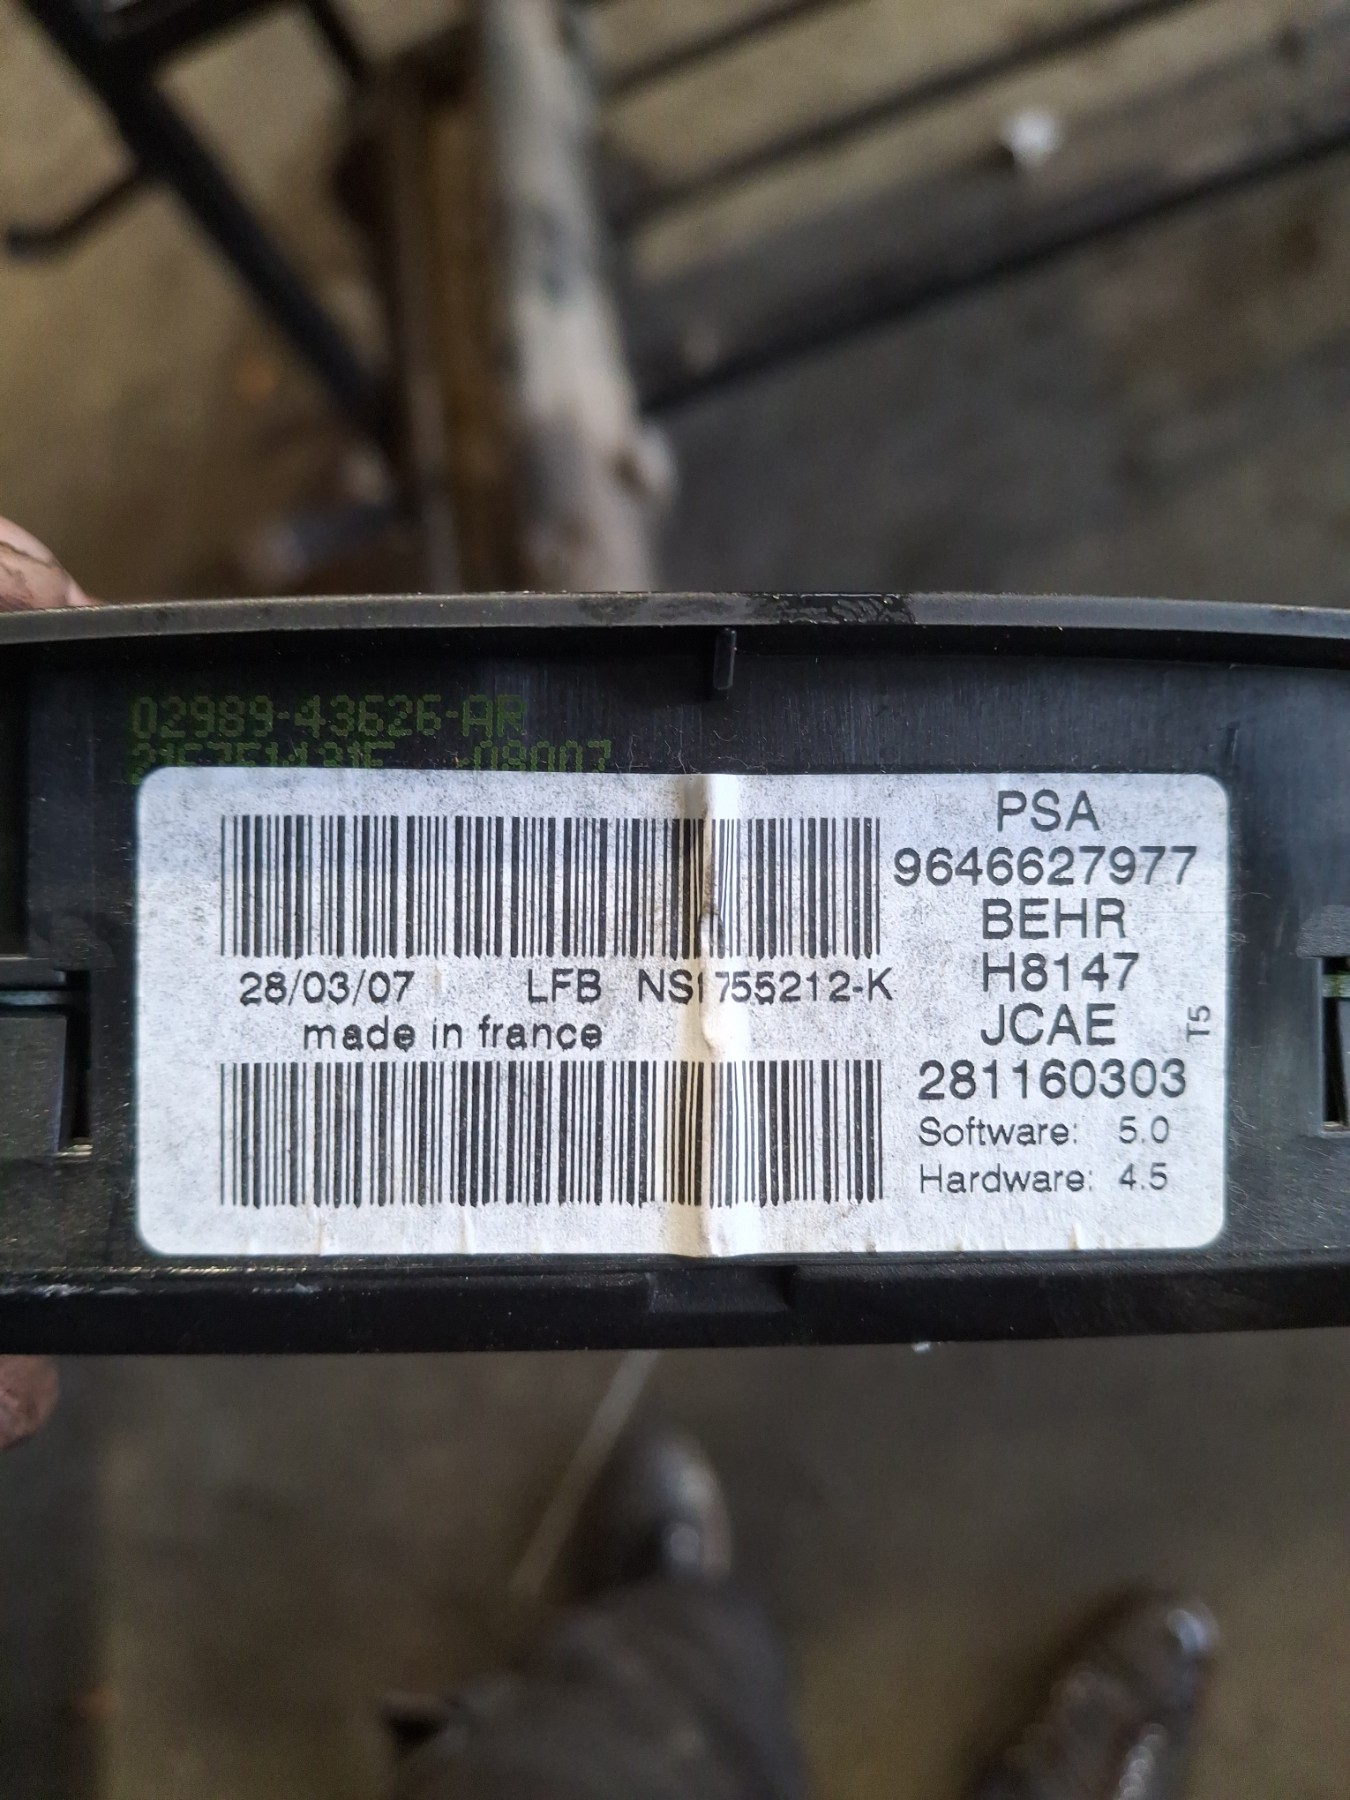 02989-43626-AR
PSA
9646627977
BEHR
28/03/07 LFB
H8147
made in france
JCAE
T5
281160303
Software: 5.0
Hardware: 4.5